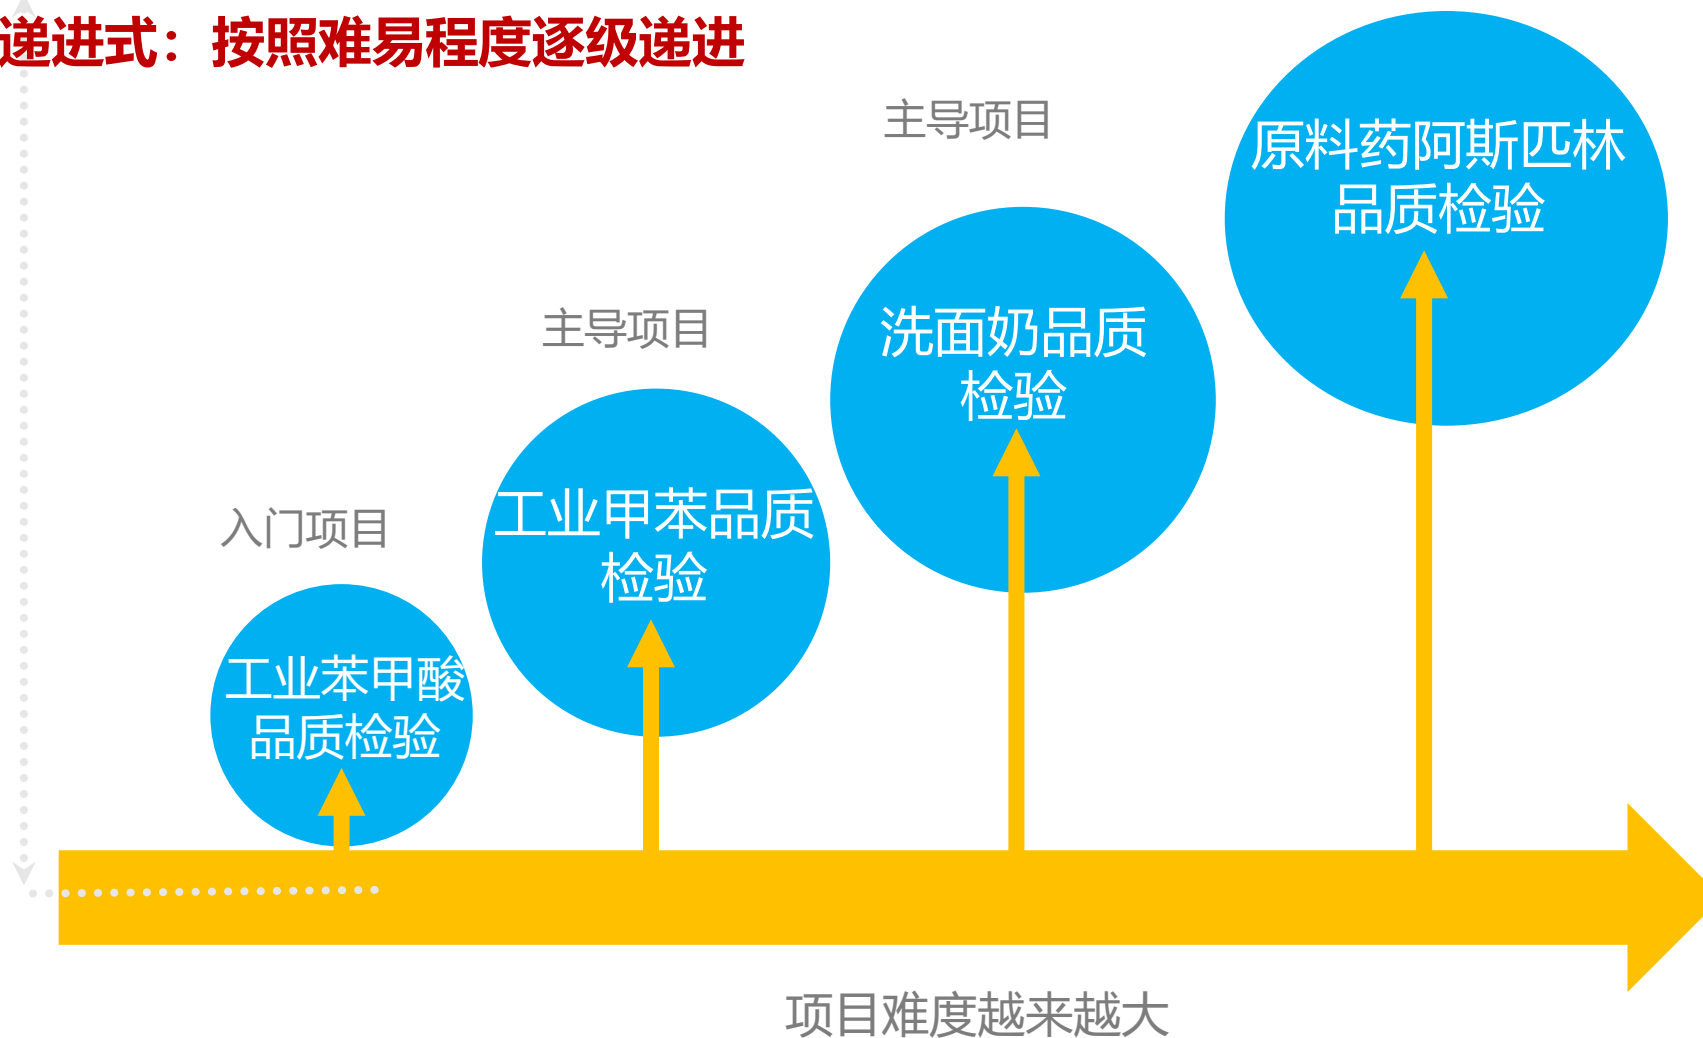 递进式：按照难易程度逐级递进
主导项目
原料药阿斯匹林
品质检验
主导项目
洗面奶品质
检验
入门项目
工业甲苯品质
检验
工业苯甲酸
品质检验
项目难度越来越大